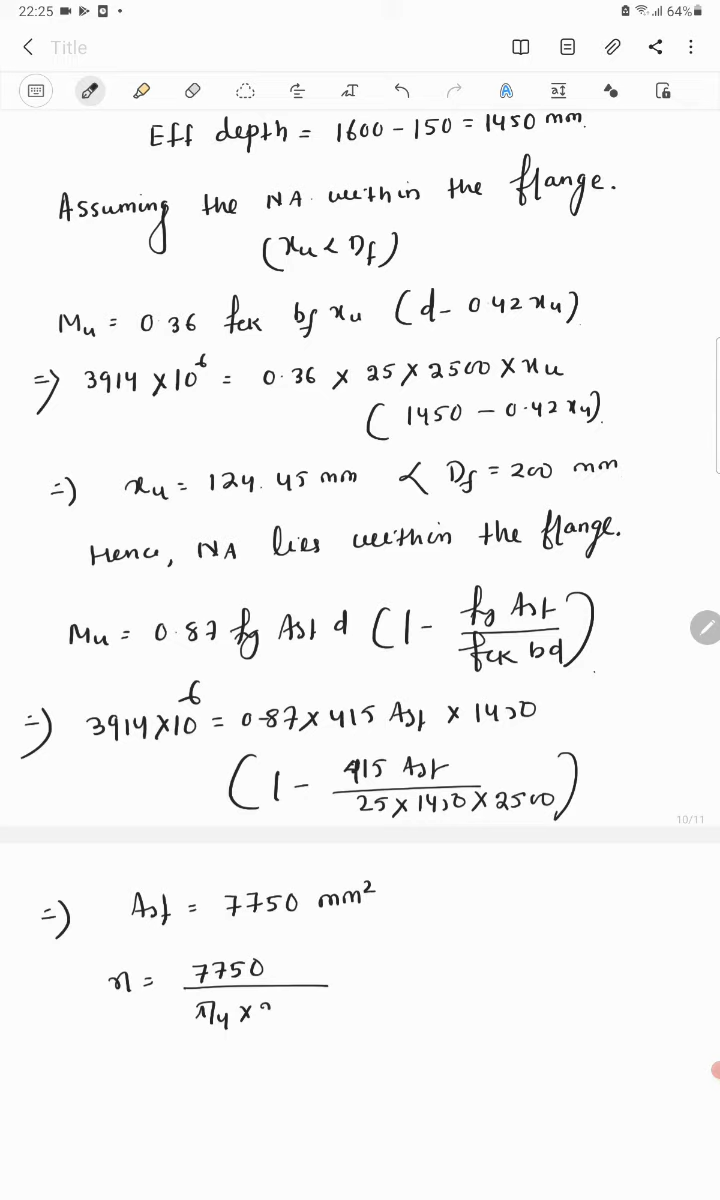 22:25 64%
Title
Eff depth = 1600 - 150 = 1450 mm.
Assuming the NA within the flange.
(xu < Df)
Mu = 0.36 fck bf xu (d - 0.42 xu)
=> 3914 × 10^6 = 0.36 × 25 × 2500 × xu
(1450 - 0.42 xu)
=> xu = 124.45 mm < Df = 200 mm
Hence, NA lies within the flange.
Mu = 0.87 fy Ast d (1 - fy Ast / fck bd)
=> 3914 × 10^6 = 0.87 × 415 Ast × 1450
(1 - 415 Ast / 25 × 1450 × 2500)
10/11
=> Ast = 7750 mm²
n = 7750 / π/4 ×